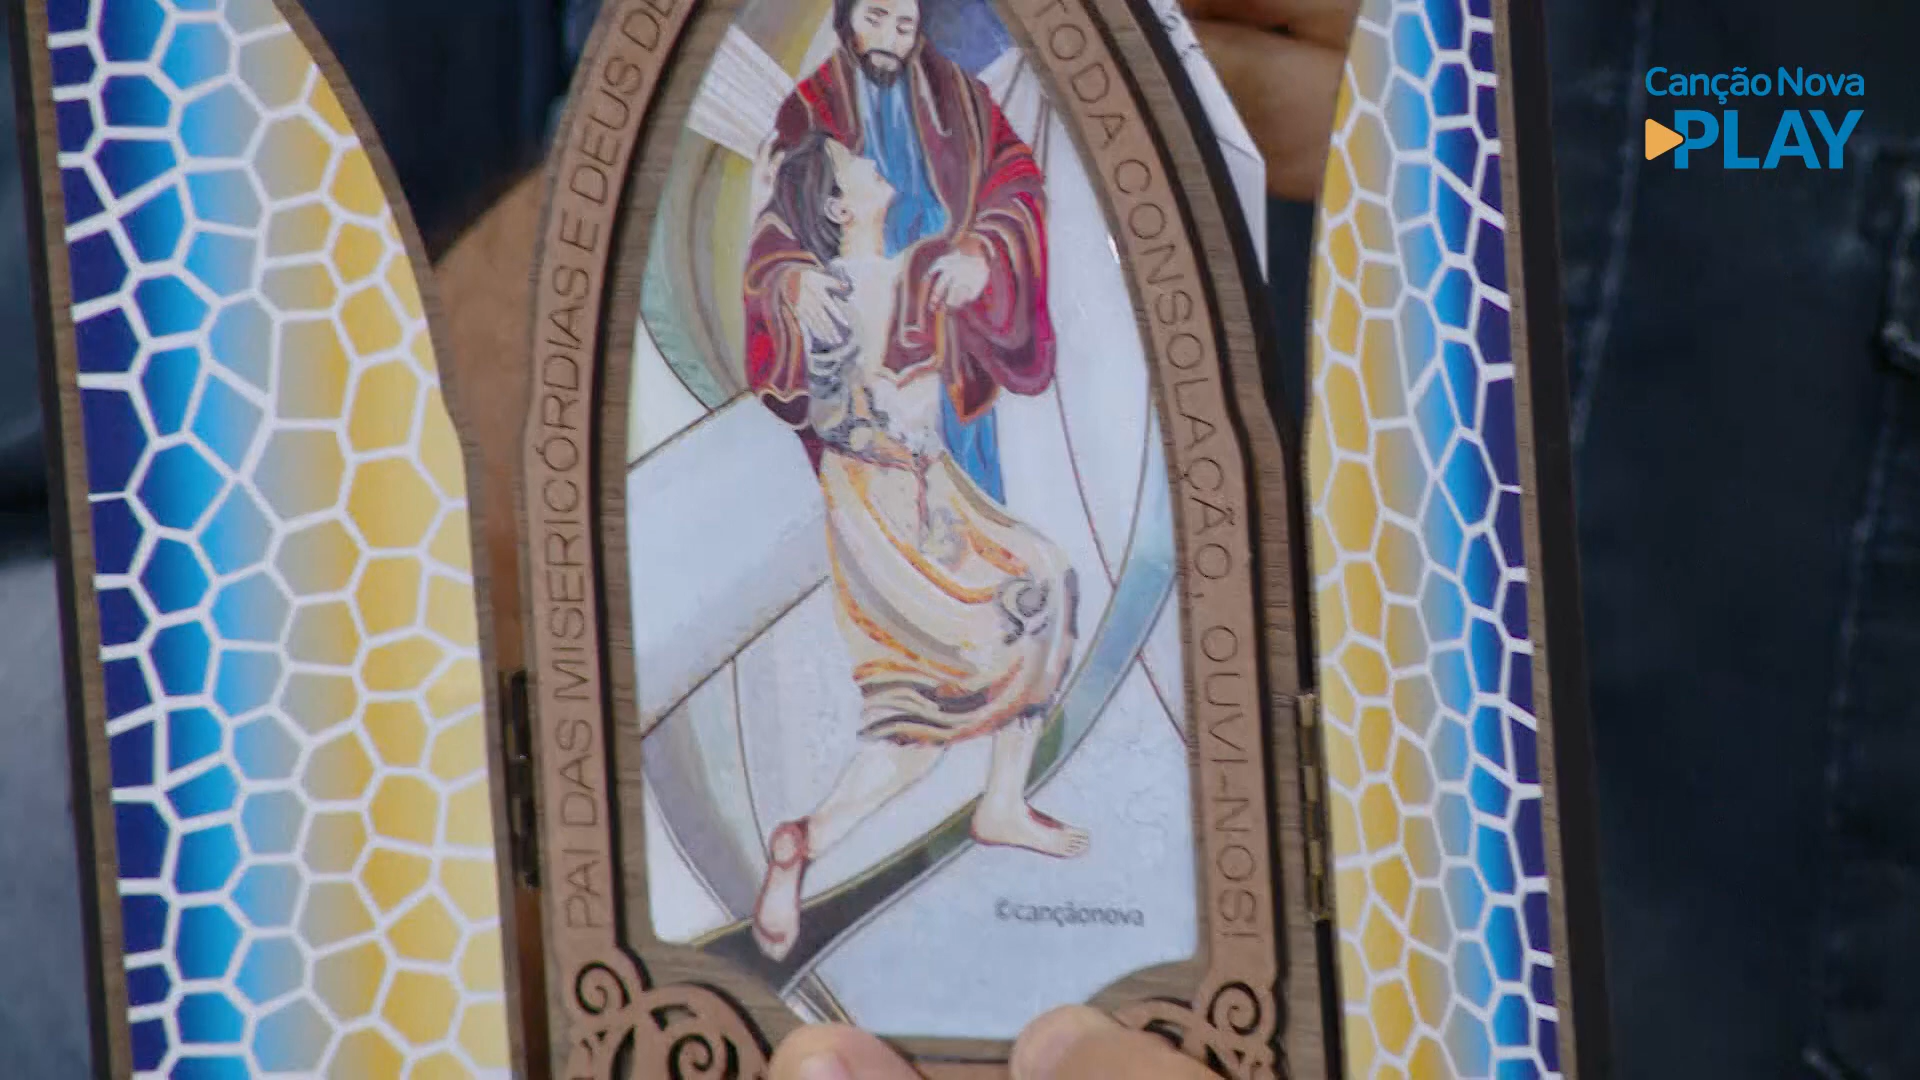 Canção Nova
PLAY
PAI DAS MISERICÓRDIAS E DEUS DE
TODA CONSOLAÇÃO, OUVI-NOS!
©cançãonova